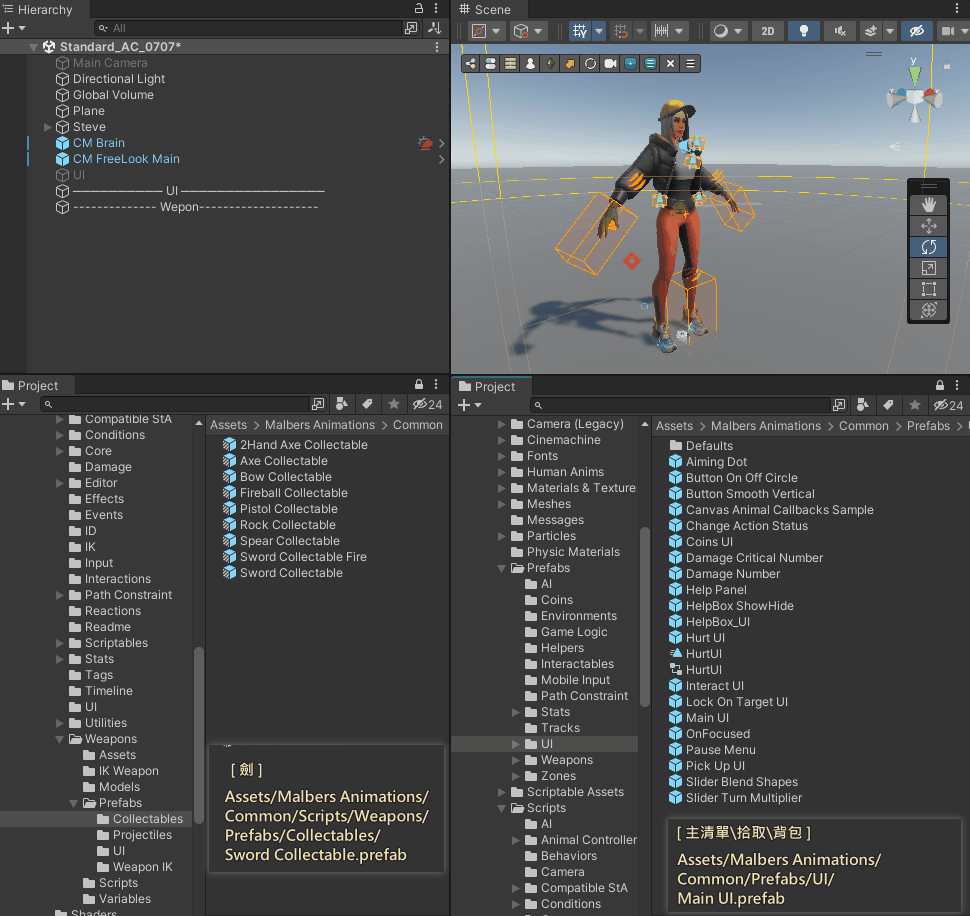 Hierarchy
All
Standard_AC_0707*
Main Camera
Directional Light
Global Volume
Plane
Steve
CM Brain
CM FreeLook Main
UI
------------------ UI --------------------------
-------------- Wepon--------------------
Scene
2D
y
Persp
Project
24
Compatible StA
Conditions
Core
Damage
Editor
Effects
Events
ID
IK
Input
Interactions
Path Constraint
Reactions
Readme
Scriptables
Stats
Tags
Timeline
UI
Utilities
Weapons
Assets
IK Weapon
Models
Prefabs
Collectables
Projectiles
UI
Weapon IK
Scripts
Variables
Shaders
Assets > Malbers Animations > Common
2Hand Axe Collectable
Axe Collectable
Bow Collectable
Fireball Collectable
Pistol Collectable
Rock Collectable
Spear Collectable
Sword Collectable Fire
Sword Collectable
[ 劍 ]
Assets/Malbers Animations/
Common/Scripts/Weapons/
Prefabs/Collectables/
Sword Collectable.prefab
Project
24
Camera (Legacy)
Cinemachine
Fonts
Human Anims
Materials & Texture
Meshes
Messages
Particles
Physic Materials
Prefabs
AI
Coins
Environments
Game Logic
Helpers
Interactables
Mobile Input
Path Constraint
Stats
Tracks
UI
Weapons
Zones
Scriptable Assets
Scripts
AI
Animal Controller
Behaviors
Camera
Compatible StA
Conditions
Assets > Malbers Animations > Common > Prefabs >
Defaults
Aiming Dot
Button On Off Circle
Button Smooth Vertical
Canvas Animal Callbacks Sample
Change Action Status
Coins UI
Damage Critical Number
Damage Number
Help Panel
HelpBox ShowHide
HelpBox_UI
Hurt UI
HurtUI
HurtUI
Interact UI
Lock On Target UI
Main UI
OnFocused
Pause Menu
Pick Up UI
Slider Blend Shapes
Slider Turn Multiplier
[ 主清單\拾取\背包 ]
Assets/Malbers Animations/
Common/Prefabs/UI/
Main UI.prefab